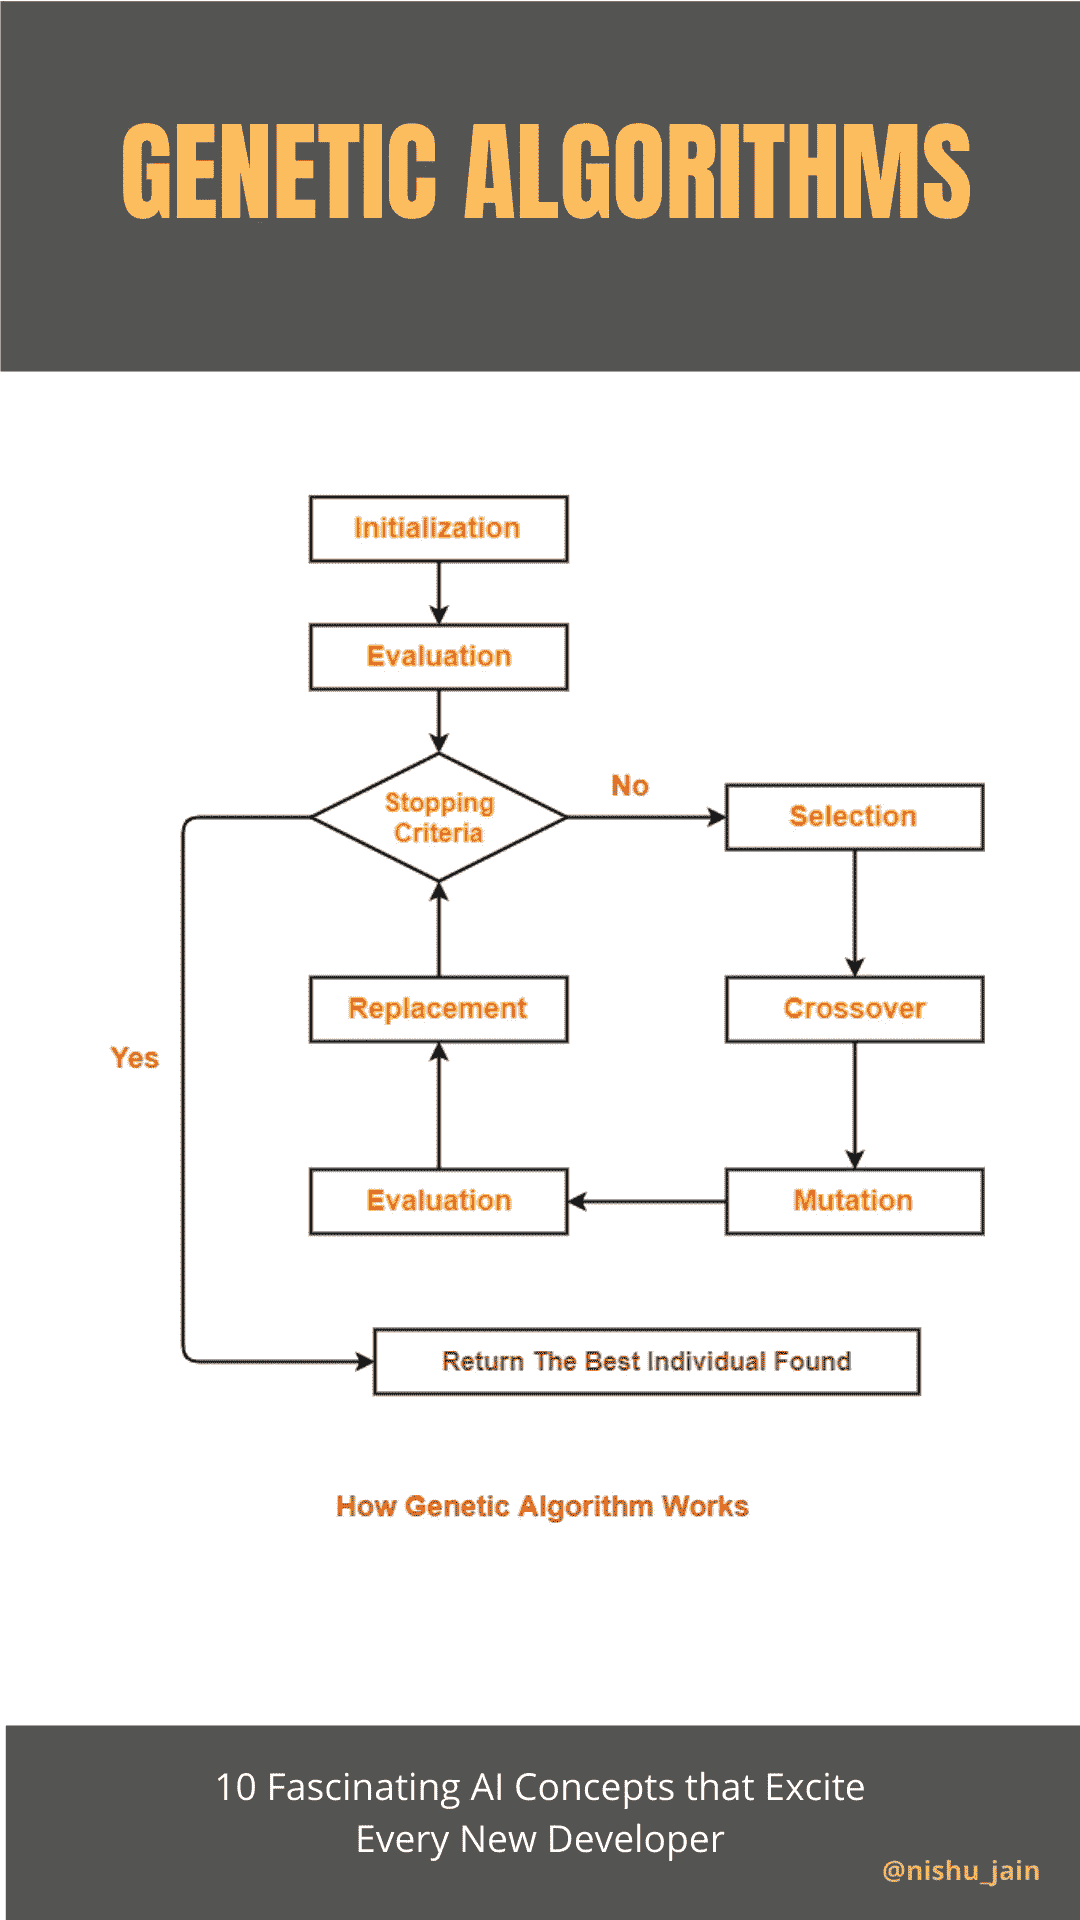 GENETIC ALGORITHMS
Initialization
Evaluation
Stopping
Criteria
No
Selection
Replacement
Crossover
Yes
Evaluation
Mutation
Return The Best Individual Found
How Genetic Algorithm Works
10 Fascinating AI Concepts that Excite
Every New Developer
@nishu_jain